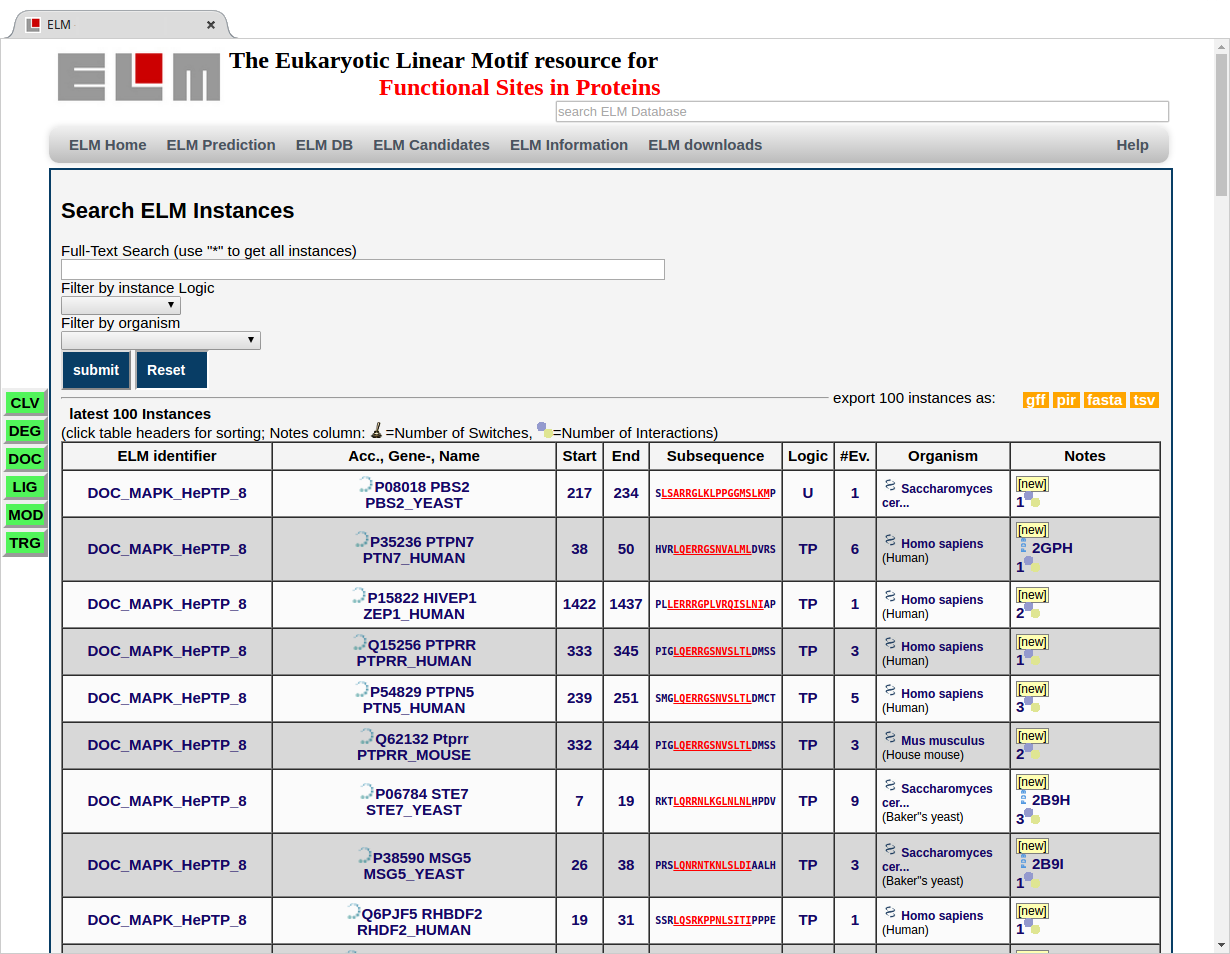 ELM
ELM
The Eukaryotic Linear Motif resource for
Functional Sites in Proteins
search ELM Database
ELM Home ELM Prediction ELM DB ELM Candidates ELM Information ELM downloads Help
Search ELM Instances
Full-Text Search (use "*" to get all instances)
Filter by instance Logic
Filter by organism
submit Reset
CLV
DEG
DOC
LIG
MOD
TRG
export 100 instances as: gff pir fasta tsv
latest 100 Instances
(click table headers for sorting; Notes column: =Number of Switches, =Number of Interactions)
ELM identifier Acc., Gene-, Name Start End Subsequence Logic #Ev. Organism Notes
DOC_MAPK_HePTP_8 P08018 PBS2 217 234 SLSARRGLKLPPGGMSLKMP U 1 Saccharomyces [new]
PBS2_YEAST cer... 1
DOC_MAPK_HePTP_8 P35236 PTPN7 38 50 HVRLQERRGSNVALMLDVRS TP 6 Homo sapiens [new]
PTN7_HUMAN (Human) 2GPH
1
DOC_MAPK_HePTP_8 P15822 HIVEP1 1422 1437 PLLERRRGPLVRQISLNIAP TP 1 Homo sapiens [new]
ZEP1_HUMAN (Human) 2
DOC_MAPK_HePTP_8 Q15256 PTPRR 333 345 PIGLQERRGSNVSLTLDMSS TP 3 Homo sapiens [new]
PTPRR_HUMAN (Human) 1
DOC_MAPK_HePTP_8 P54829 PTPN5 239 251 SMGLQERRGSNVSLTLDMCT TP 5 Homo sapiens [new]
PTN5_HUMAN (Human) 3
DOC_MAPK_HePTP_8 Q62132 Ptprr 332 344 PIGLQERRGSNVSLTLDMSS TP 3 Mus musculus [new]
PTPRR_MOUSE (House mouse) 2
DOC_MAPK_HePTP_8 P06784 STE7 7 19 RKTLQRRNLKGLNLNLHPDV TP 9 Saccharomyces [new]
STE7_YEAST cer... 2B9H
(Baker"s yeast) 3
DOC_MAPK_HePTP_8 P38590 MSG5 26 38 PRSLQNRNTKNLSLDIAALH TP 3 Saccharomyces [new]
MSG5_YEAST cer... 2B9I
(Baker"s yeast) 1
DOC_MAPK_HePTP_8 Q6PJF5 RHBDF2 19 31 SSRLQSRKPPNLSITIPPPE TP 1 Homo sapiens [new]
RHDF2_HUMAN (Human) 1